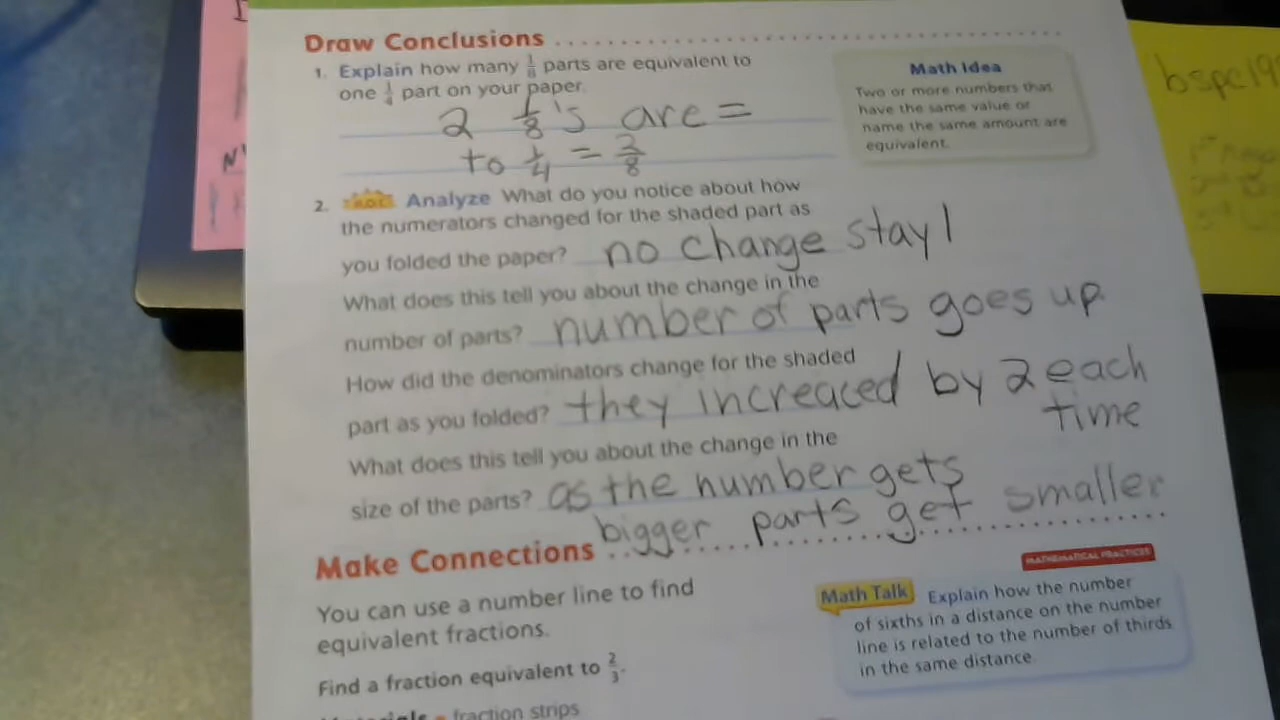 Draw Conclusions
1. Explain how many 1/8 parts are equivalent to
one 1/4 part on your paper.
2 1/8's are =
to 1/4 = 2/8
Math Idea
Two or more numbers that
have the same value or
name the same amount are
equivalent.
2. Analyze What do you notice about how
the numerators changed for the shaded part as
you folded the paper? no change stay 1
What does this tell you about the change in the
number of parts? number of parts goes up.
How did the denominators change for the shaded
part as you folded? they increaced by 2 each
time
What does this tell you about the change in the
size of the parts? as the number gets
bigger parts get smaller
Make Connections
MATHEMATICAL PRACTICES
You can use a number line to find
equivalent fractions.
Find a fraction equivalent to 2/3.
Math Talk Explain how the number
of sixths in a distance on the number
line is related to the number of thirds
in the same distance.
fraction strips
bspc19